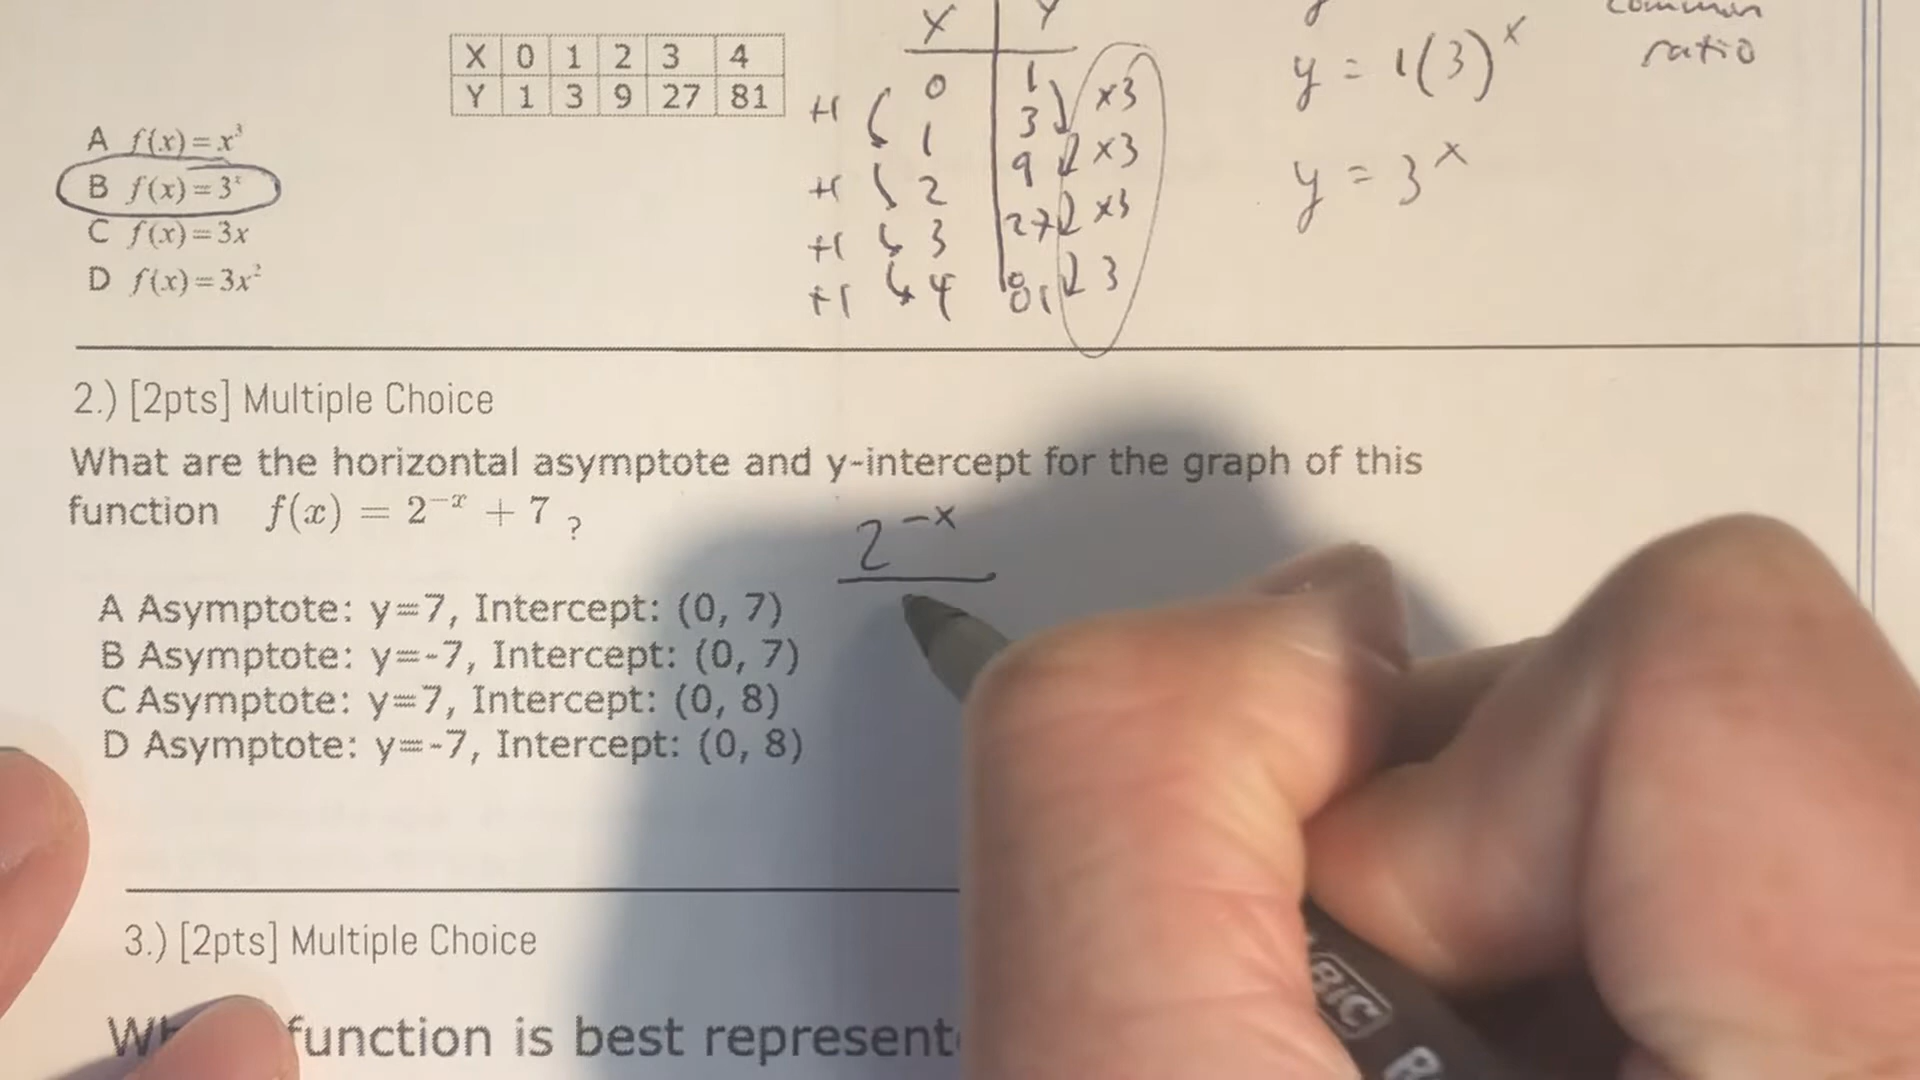 X 0 1 2 3 4
Y 1 3 9 27 81
A f(x)=x³
B f(x)=3ˣ
C f(x)=3x
D f(x)=3x²
X Y
0 1
1 3
2 9
3 27
4 81
+1
+1
+1
+1
×3
×3
×3
3
common
ratio
y = 1(3)ˣ
y = 3ˣ
2.) [2pts] Multiple Choice
What are the horizontal asymptote and y-intercept for the graph of this
function f(x) = 2⁻ˣ + 7 ?
2⁻ˣ
A Asymptote: y=7, Intercept: (0, 7)
B Asymptote: y=-7, Intercept: (0, 7)
C Asymptote: y=7, Intercept: (0, 8)
D Asymptote: y=-7, Intercept: (0, 8)
3.) [2pts] Multiple Choice
function is best represent
BIC